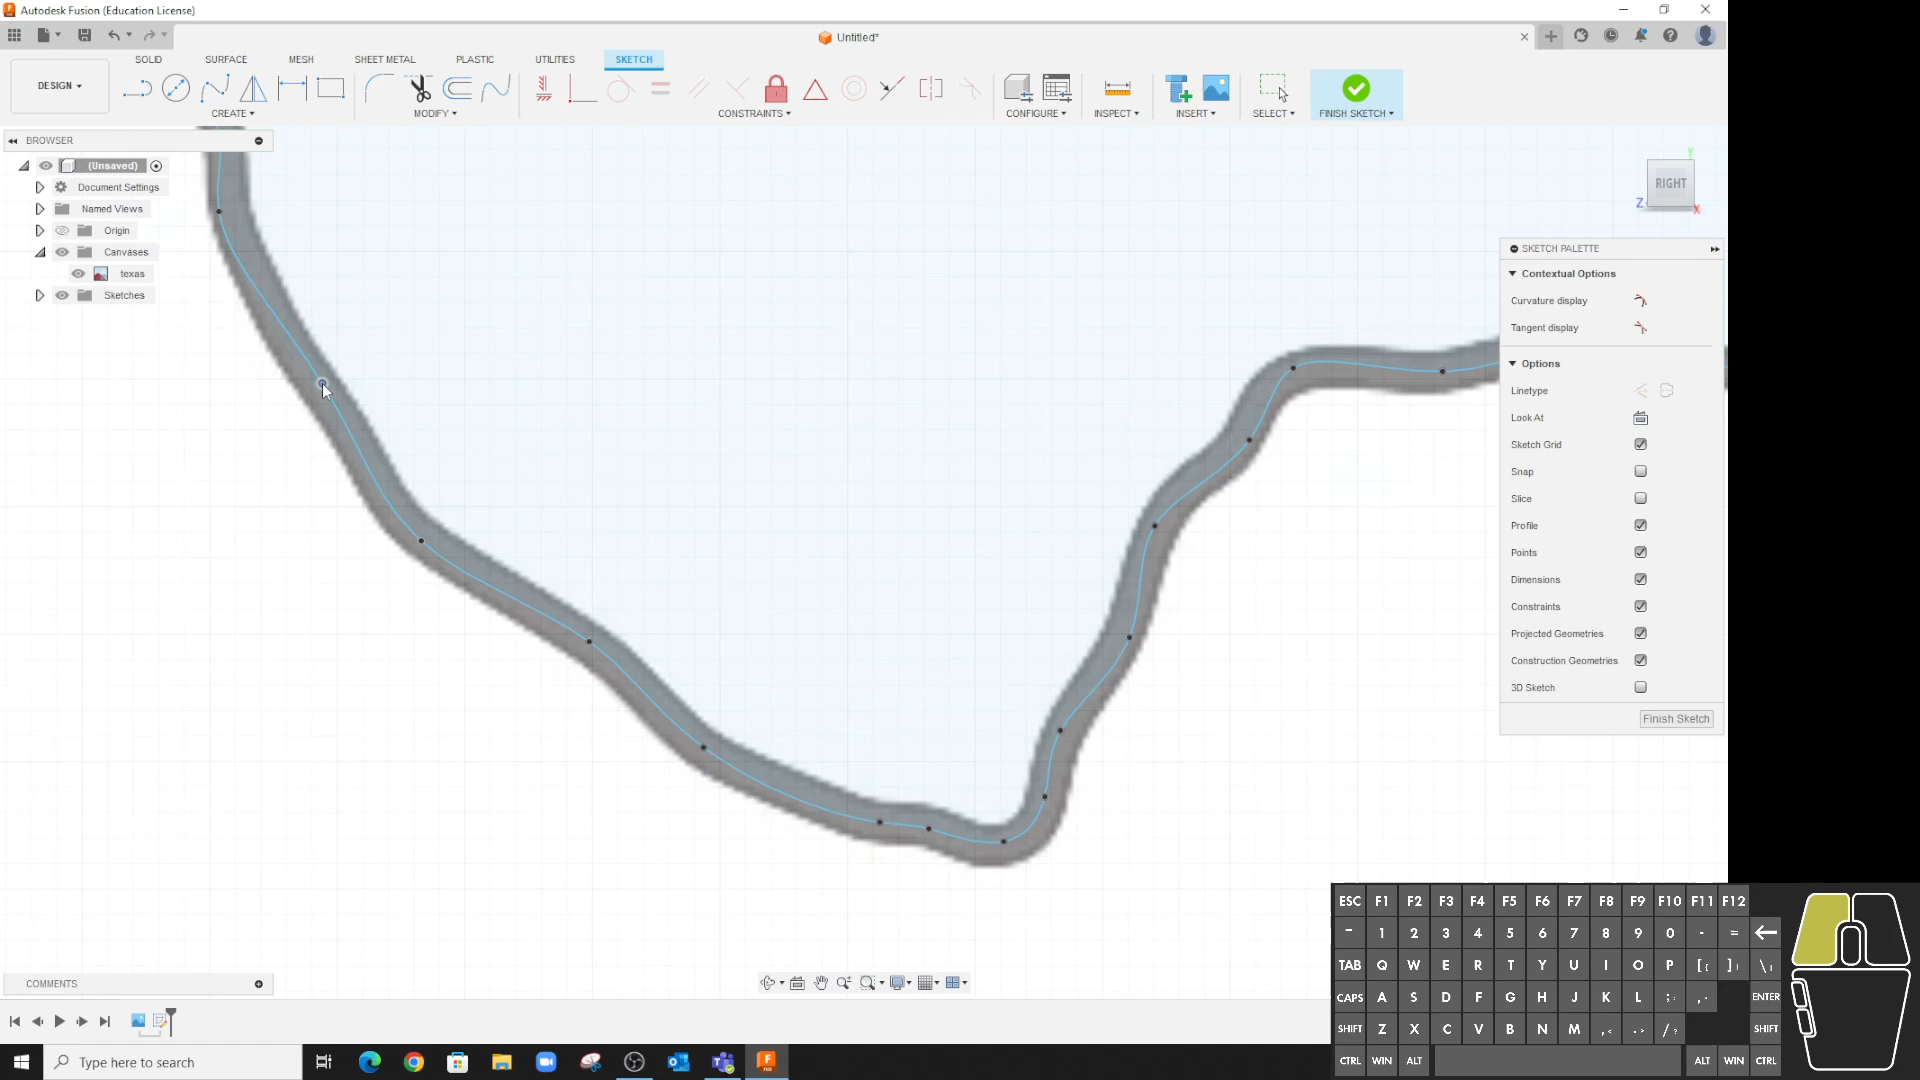 Autodesk Fusion (Education License)
Untitled*
DESIGN
SOLID SURFACE MESH SHEET METAL PLASTIC UTILITIES SKETCH
CREATE MODIFY CONSTRAINTS CONFIGURE INSPECT INSERT SELECT FINISH SKETCH
BROWSER
(Unsaved)
Document Settings
Named Views
Origin
Canvases
texas
Sketches
Y
RIGHT
Z
X
SKETCH PALETTE
Contextual Options
Curvature display
Tangent display
Options
Linetype
Look At
Sketch Grid
Snap
Slice
Profile
Points
Dimensions
Constraints
Projected Geometries
Construction Geometries
3D Sketch
Finish Sketch
COMMENTS
Type here to search
ESC F1 F2 F3 F4 F5 F6 F7 F8 F9 F10 F11 F12
1 2 3 4 5 6 7 8 9 0 - =
TAB Q W E R T Y U I O P [ ] \
CAPS A S D F G H J K L ; ENTER
SHIFT Z X C V B N M , . / ? SHIFT
CTRL WIN ALT ALT WIN CTRL